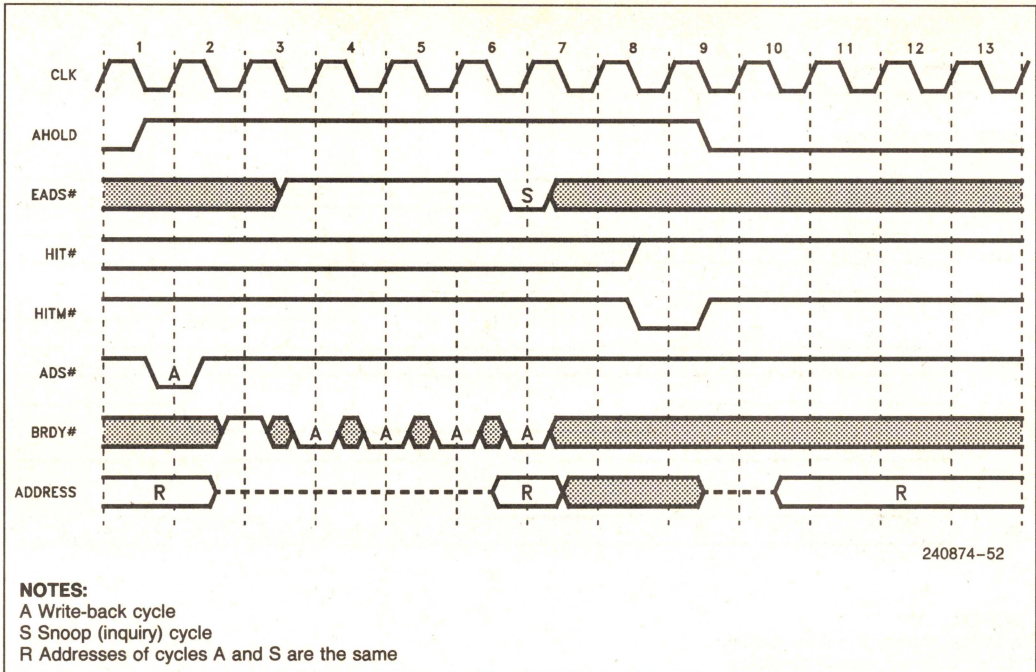 1 2 3 4 5 6 7 8 9 10 11 12 13
CLK
AHOLD
EADS# S
HIT#
HITM#
ADS# A
BRDY# A A A A
ADDRESS R R R
240874–52
NOTES:
A Write-back cycle
S Snoop (inquiry) cycle
R Addresses of cycles A and S are the same